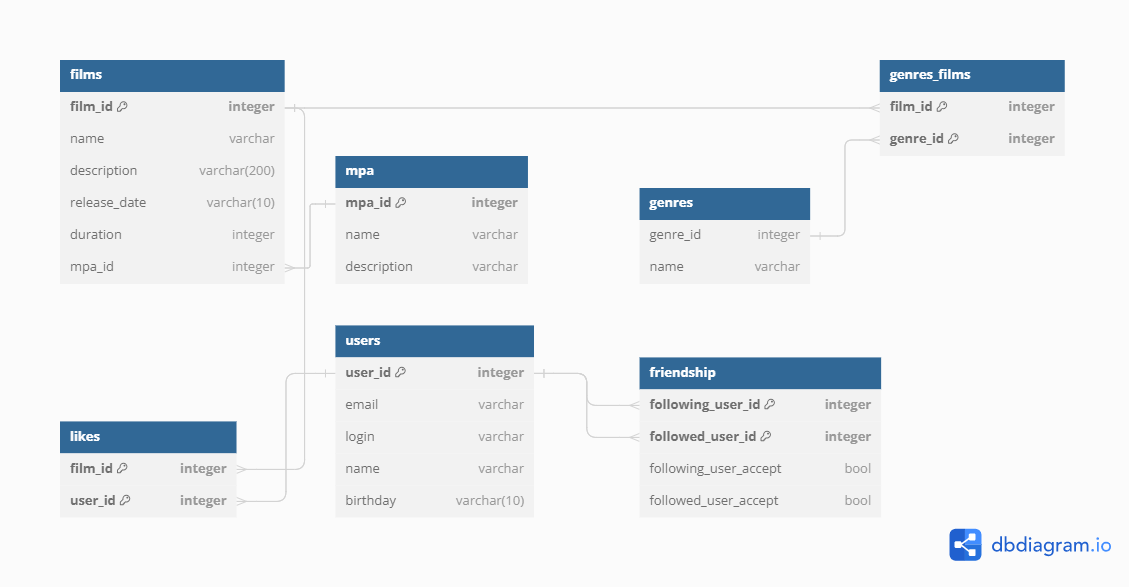 films
film_id integer
name varchar
description varchar(200)
release_date varchar(10)
duration integer
mpa_id integer
mpa
mpa_id integer
name varchar
description varchar
genres
genre_id integer
name varchar
genres_films
film_id integer
genre_id integer
likes
film_id integer
user_id integer
users
user_id integer
email varchar
login varchar
name varchar
birthday varchar(10)
friendship
following_user_id integer
followed_user_id integer
following_user_accept bool
followed_user_accept bool
dbdiagram.io